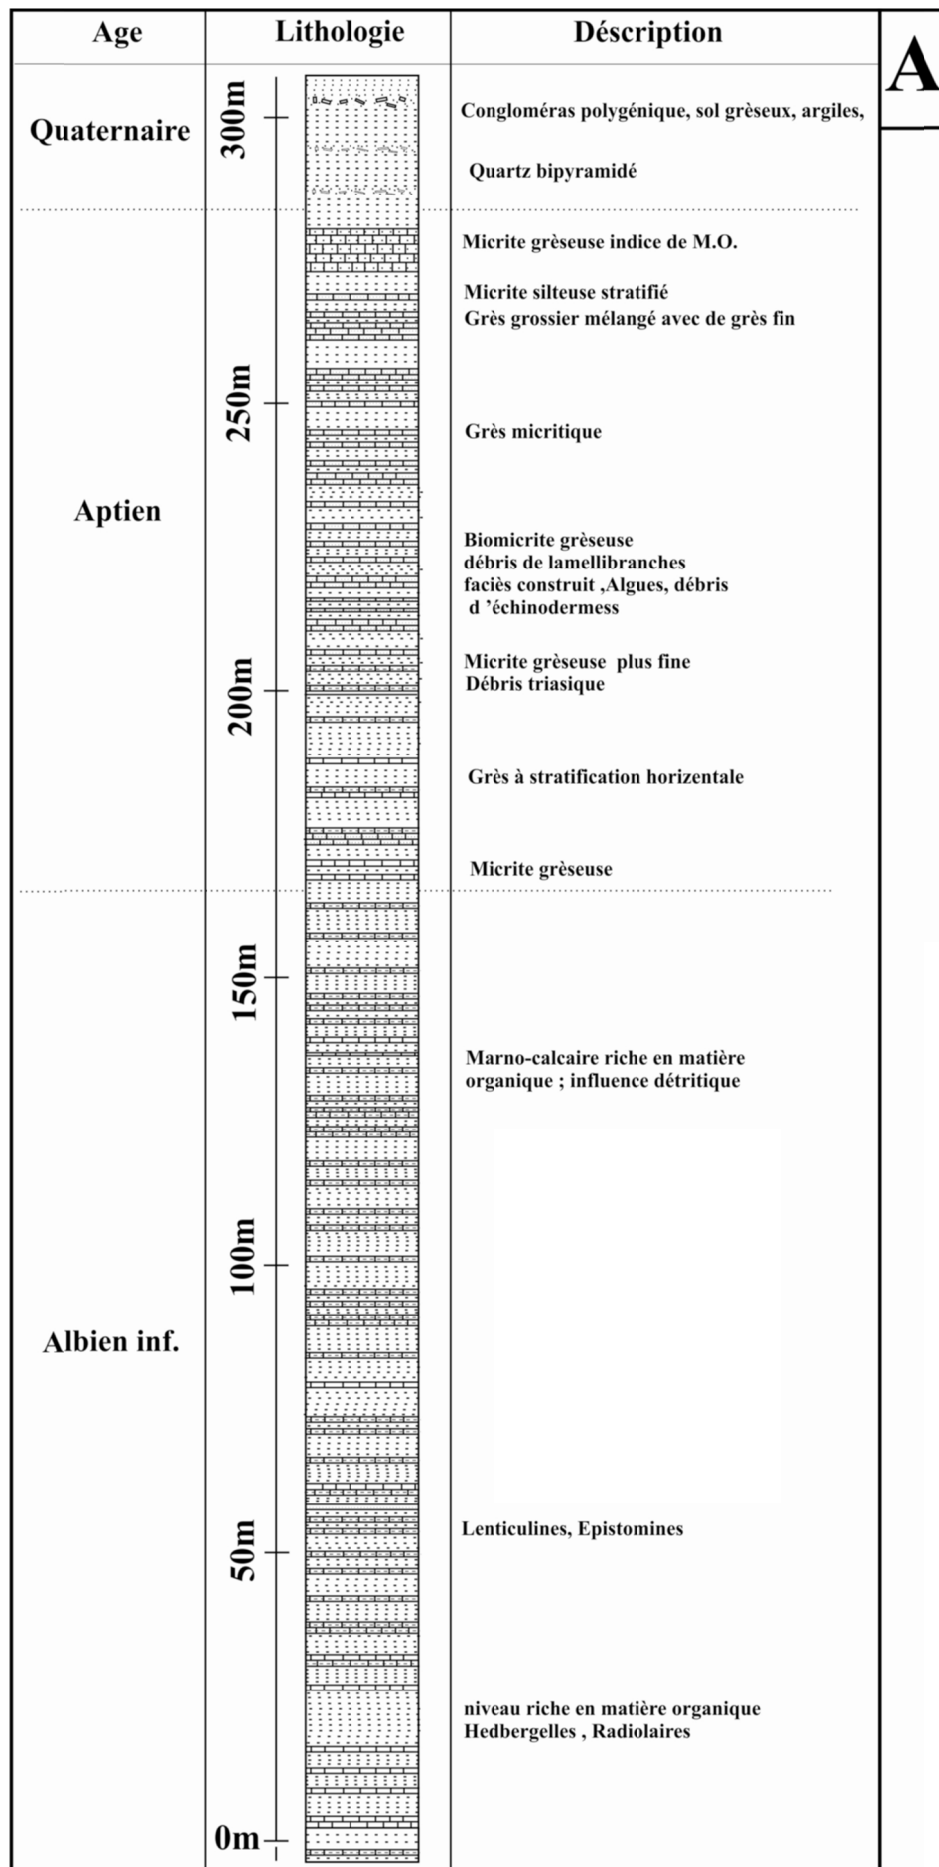 Age
Lithologie
Déscription
A
Quaternaire
300m
Congloméras polygénique, sol grèseux, argiles,
Quartz bipyramidé
Micrite grèseuse indice de M.O.
Micrite silteuse stratifié
Grès grossier mélangé avec de grès fin
250m
Grès micritique
Aptien
Biomicrite grèseuse
débris de lamellibranches
faciès construit ,Algues, débris
d ’échinodermess
Micrite grèseuse plus fine
Débris triasique
200m
Grès à stratification horizentale
Micrite grèseuse
150m
Marno-calcaire riche en matière
organique ; influence détritique
100m
Albien inf.
50m
Lenticulines, Epistomines
niveau riche en matière organique
Hedbergelles , Radiolaires
0m